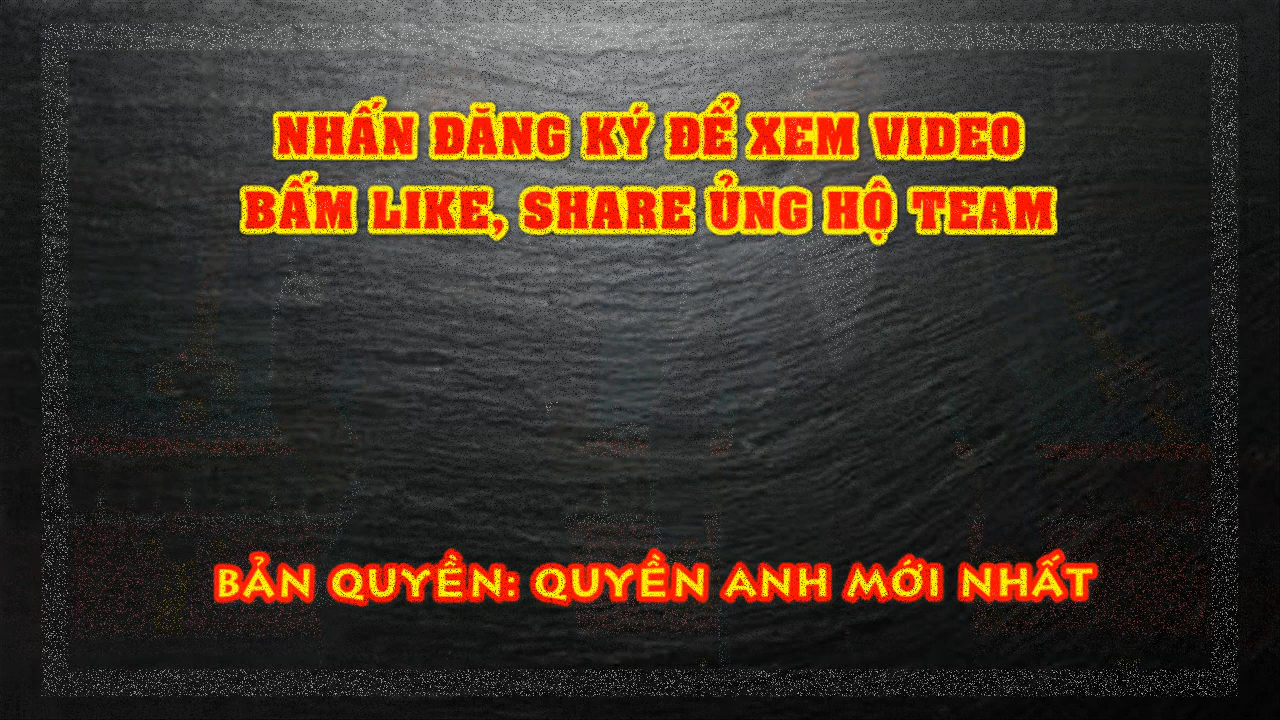 NHẤN ĐĂNG KÝ ĐỂ XEM VIDEO
BẤM LIKE, SHARE ỦNG HỘ TEAM
BẢN QUYỀN: QUYỀN ANH MỚI NHẤT